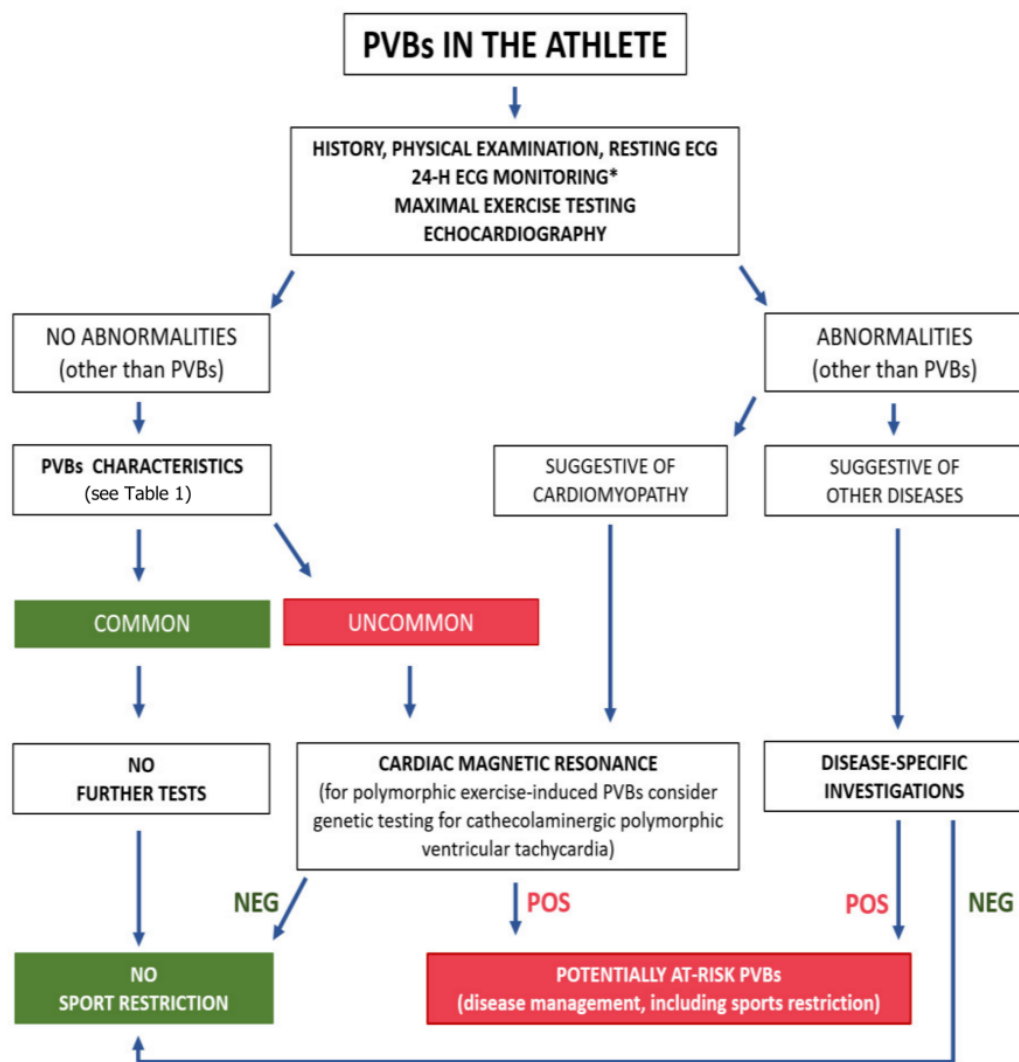 PVBs IN THE ATHLETE
HISTORY, PHYSICAL EXAMINATION, RESTING ECG
24-H ECG MONITORING*
MAXIMAL EXERCISE TESTING
ECHOCARDIOGRAPHY
NO ABNORMALITIES
(other than PVBs)
ABNORMALITIES
(other than PVBs)
PVBs CHARACTERISTICS
(see Table 1)
SUGGESTIVE OF
CARDIOMYOPATHY
SUGGESTIVE OF
OTHER DISEASES
COMMON
UNCOMMON
NO
FURTHER TESTS
CARDIAC MAGNETIC RESONANCE
(for polymorphic exercise-induced PVBs consider
genetic testing for cathecolaminergic polymorphic
ventricular tachycardia)
DISEASE-SPECIFIC
INVESTIGATIONS
NEG
POS
POS
NEG
NO
SPORT RESTRICTION
POTENTIALLY AT-RISK PVBs
(disease management, including sports restriction)